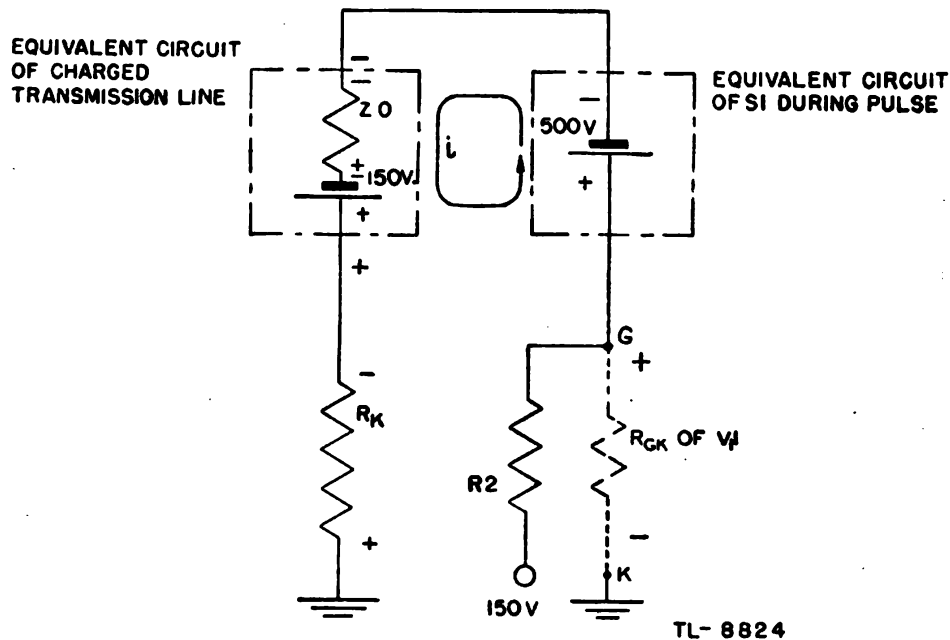 EQUIVALENT CIRCUIT
OF CHARGED
TRANSMISSION LINE
EQUIVALENT CIRCUIT
OF S1 DURING PULSE
-
-
Z0
+
-
150V
+
+
i
-
500V
+
-
RK
+
G
+
R2
RGK OF V1
-
K
150V
TL-8824